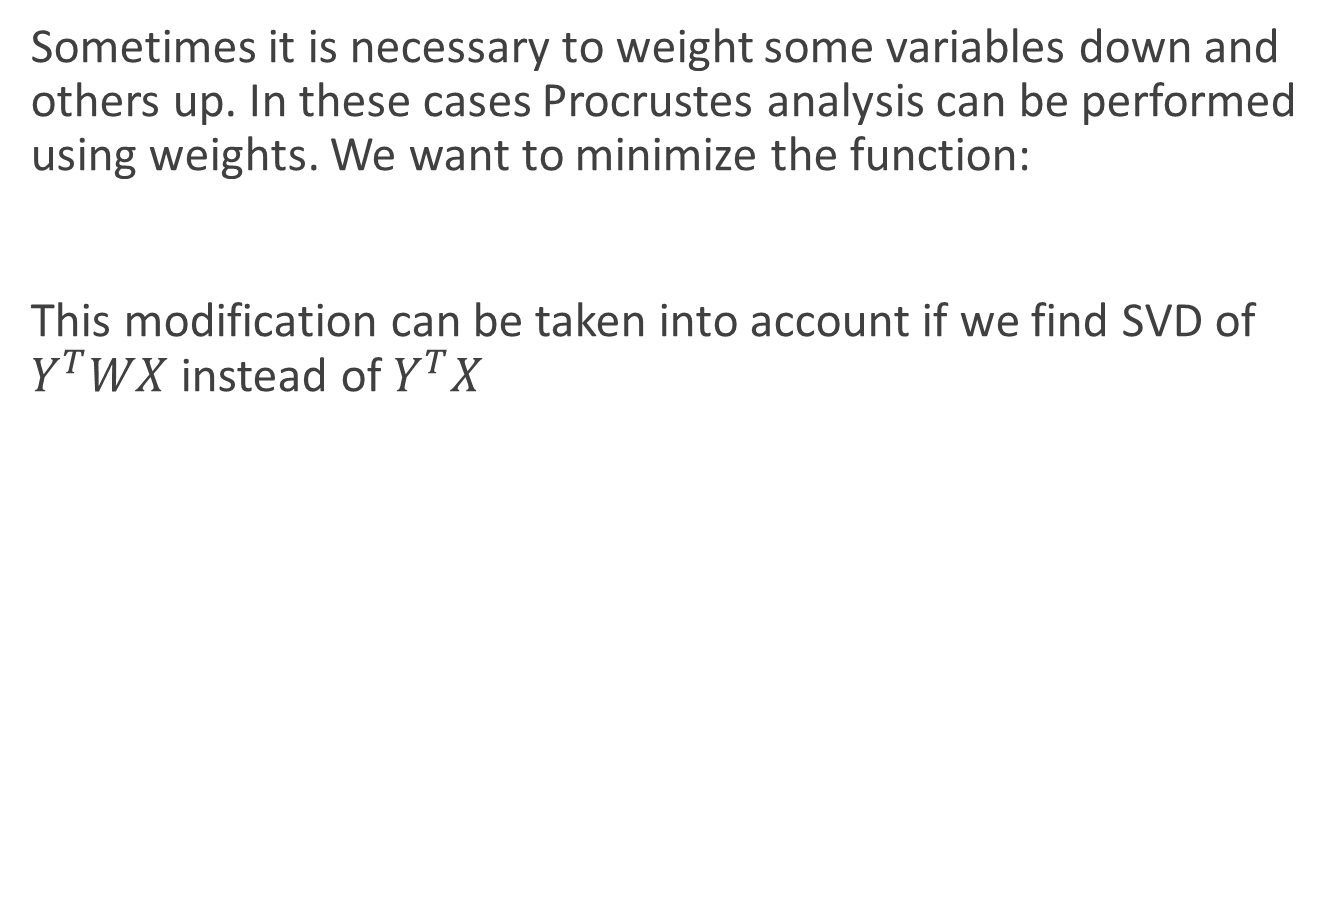 Sometimes it is necessary to weight some variables down and
others up. In these cases Procrustes analysis can be performed
using weights. We want to minimize the function:
This modification can be taken into account if we find SVD of
𝑌ᵀ𝑊𝑋 instead of 𝑌ᵀ𝑋